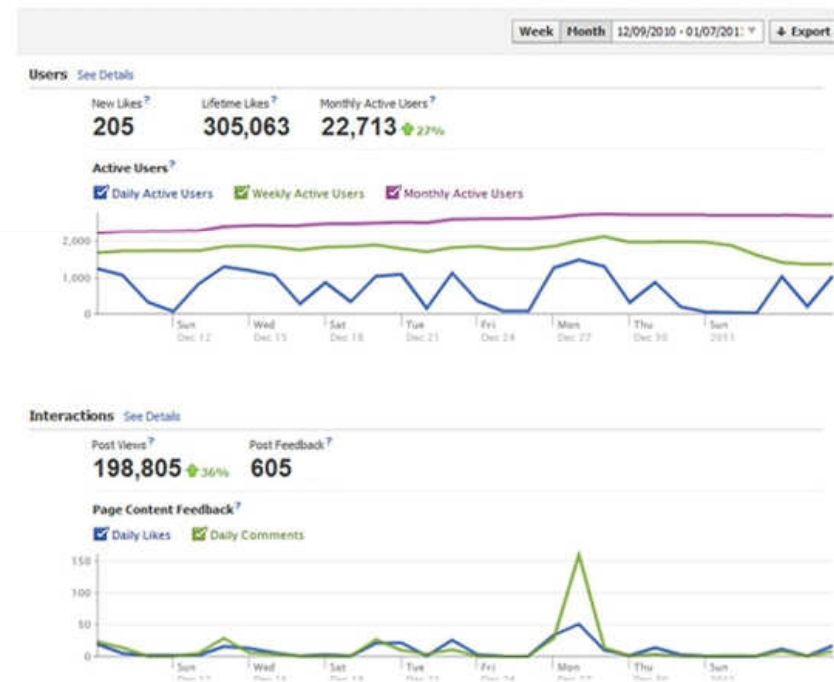 Week Month 12/09/2010 - 01/07/201: Export
Users See Details
New Likes? Lifetime Likes? Monthly Active Users?
205 305,063 22,713 27%
Active Users?
Daily Active Users Weekly Active Users Monthly Active Users
2,000
1,000
0
Sun Wed Sat Tue Fri Mon Thu Sun
Dec 12 Dec 15 Dec 18 Dec 21 Dec 24 Dec 27 Dec 30 2011
Interactions See Details
Post Views? Post Feedback?
198,805 36% 605
Page Content Feedback?
Daily Likes Daily Comments
150
100
50
0
Sun Wed Sat Tue Fri Mon Thu Sun